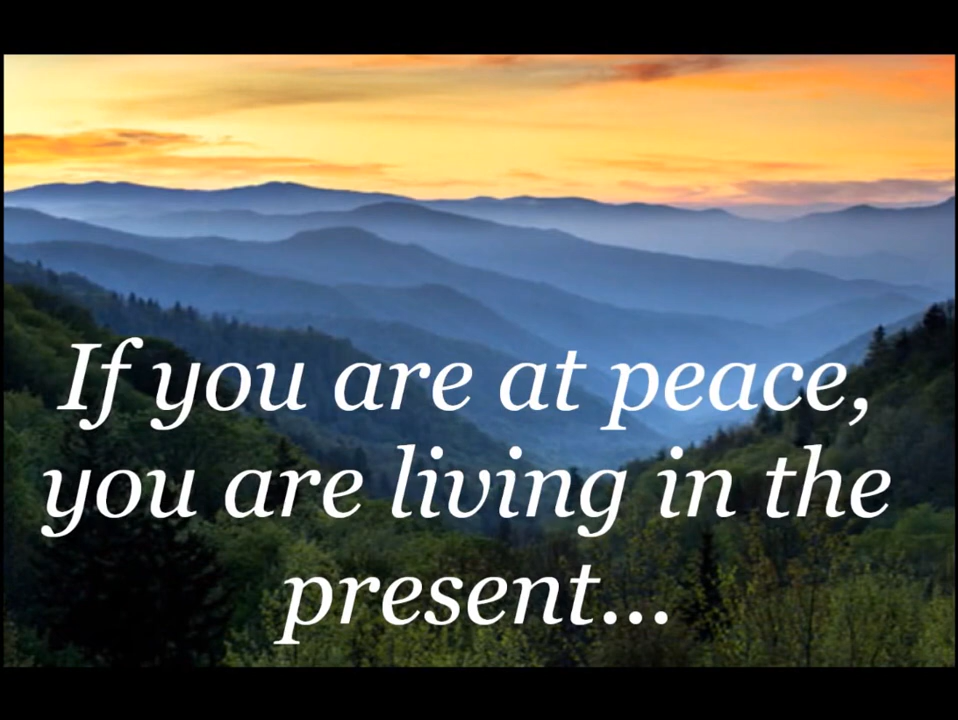 If you are at peace,
you are living in the
present...